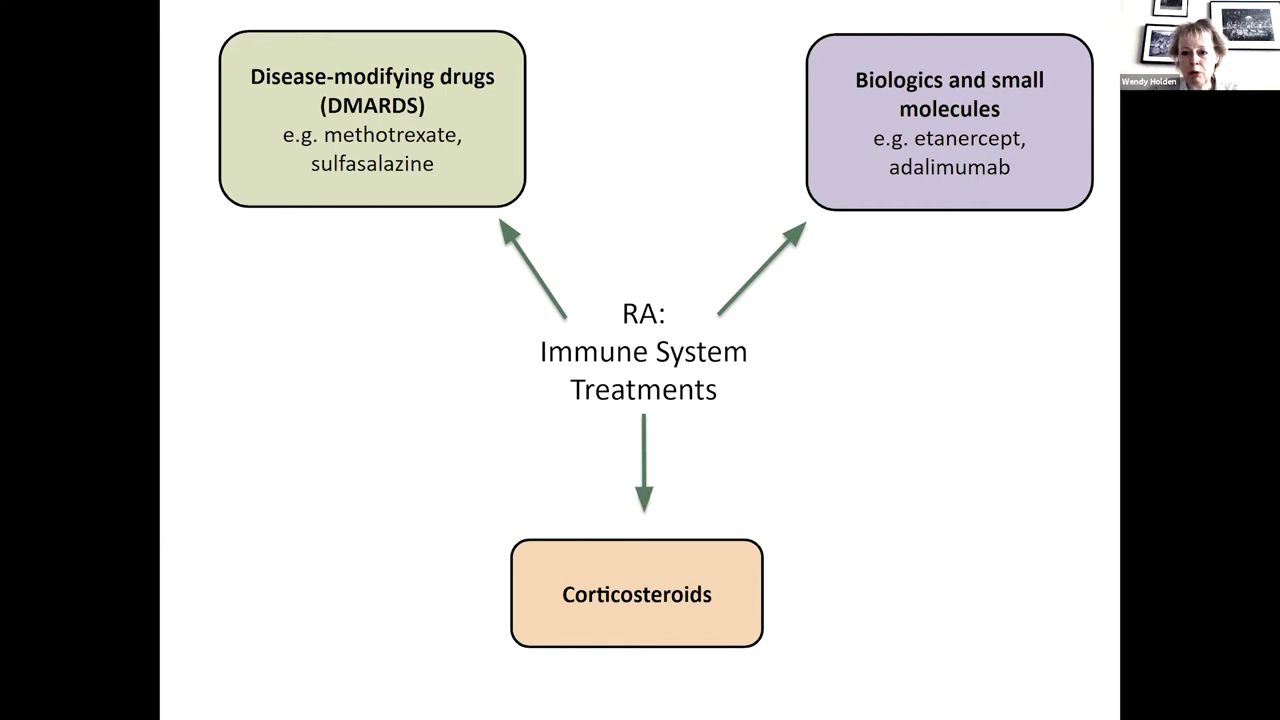 Disease-modifying drugs
(DMARDS)
e.g. methotrexate,
sulfasalazine
Biologics and small
molecules
e.g. etanercept,
adalimumab
Wendy Holden
RA:
Immune System
Treatments
Corticosteroids